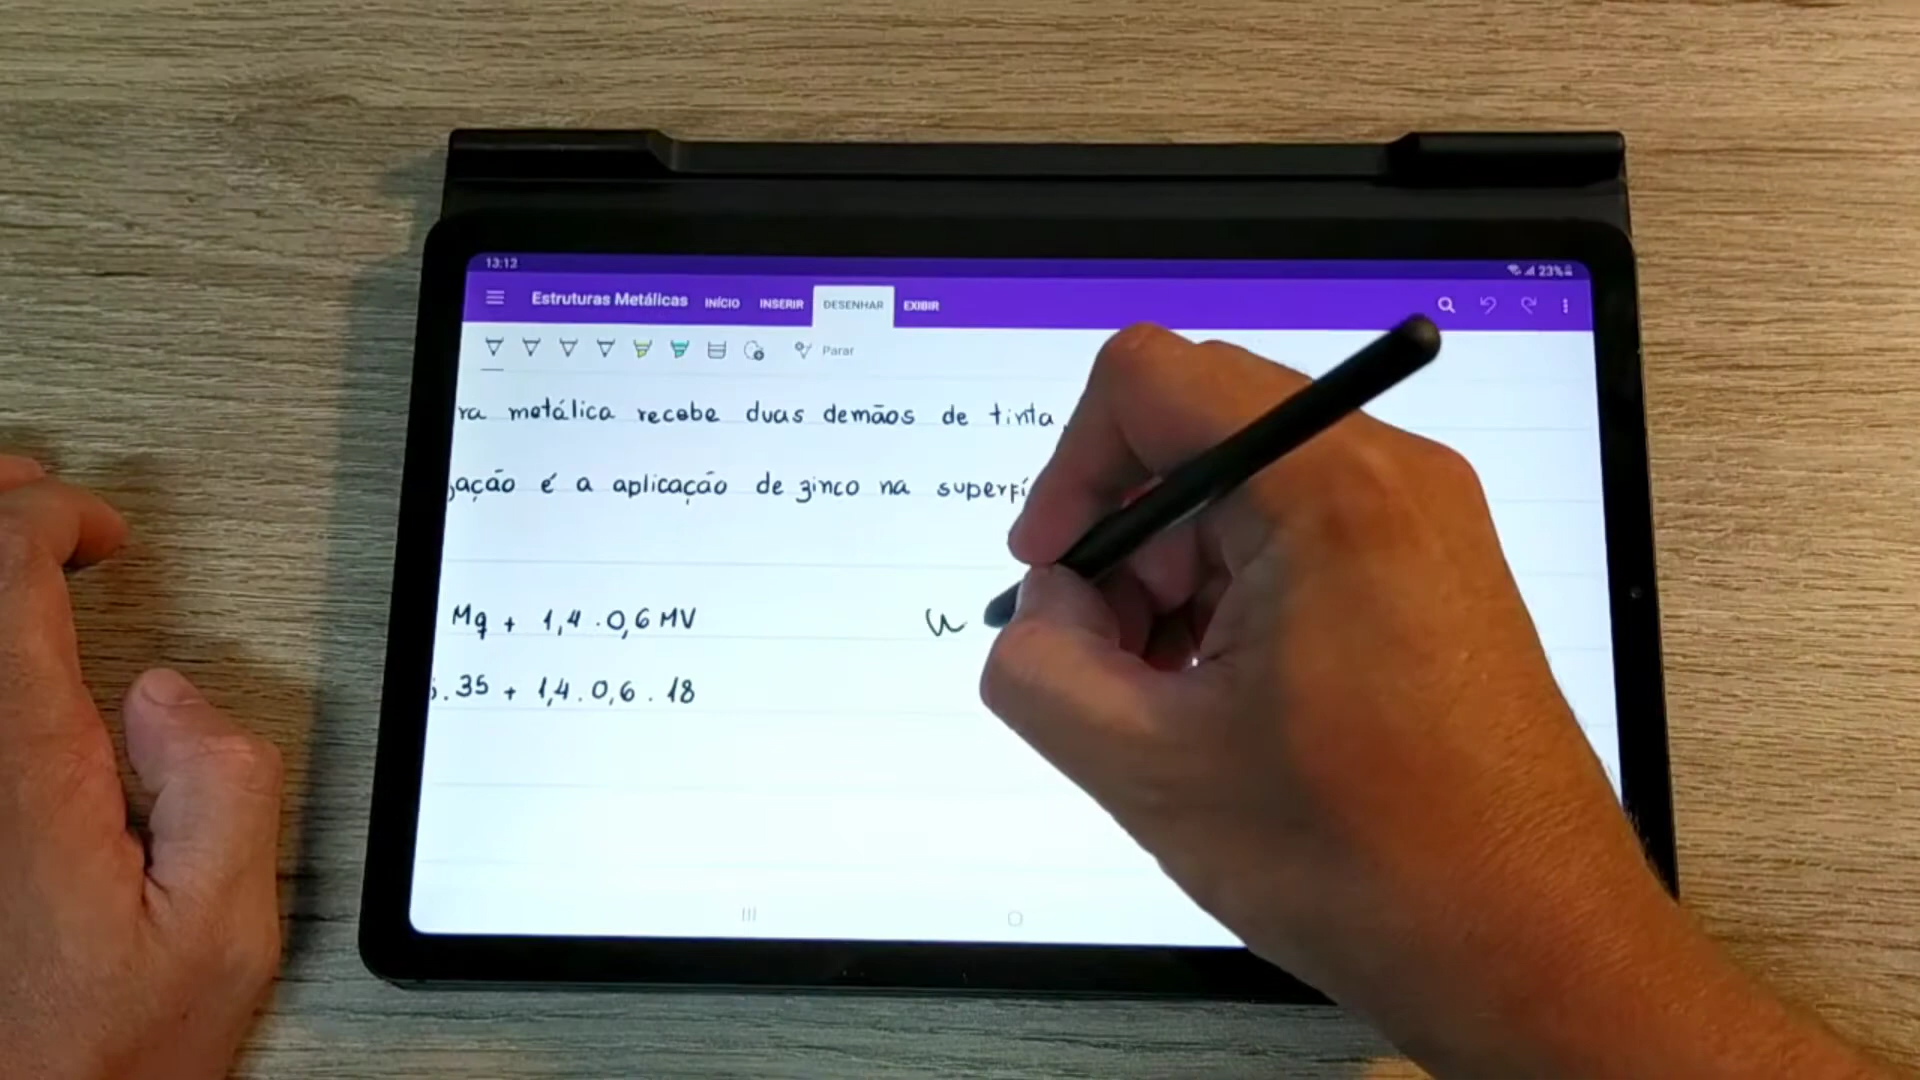 13:12 23%
Estruturas Metálicas INÍCIO INSERIR DESENHAR EXIBIR
Parar
ra metálica recebe duas demãos de tinta,
ação é a aplicação de zinco na superfí
Mq + 1,4 . 0,6 MV
. 35 + 1,4 . 0,6 . 18